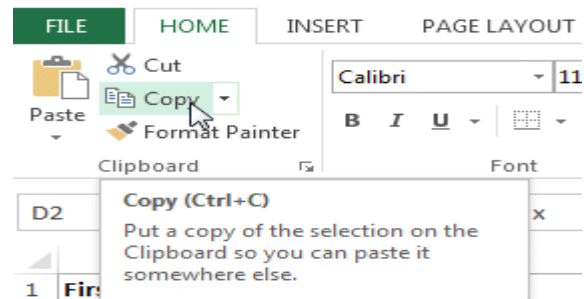 FILE HOME INSERT PAGE LAYOUT
Cut
Calibri 11
Copy
Paste
Format Painter
B I U
Clipboard Font
D2
Copy (Ctrl+C)
Put a copy of the selection on the
Clipboard so you can paste it
somewhere else.
1